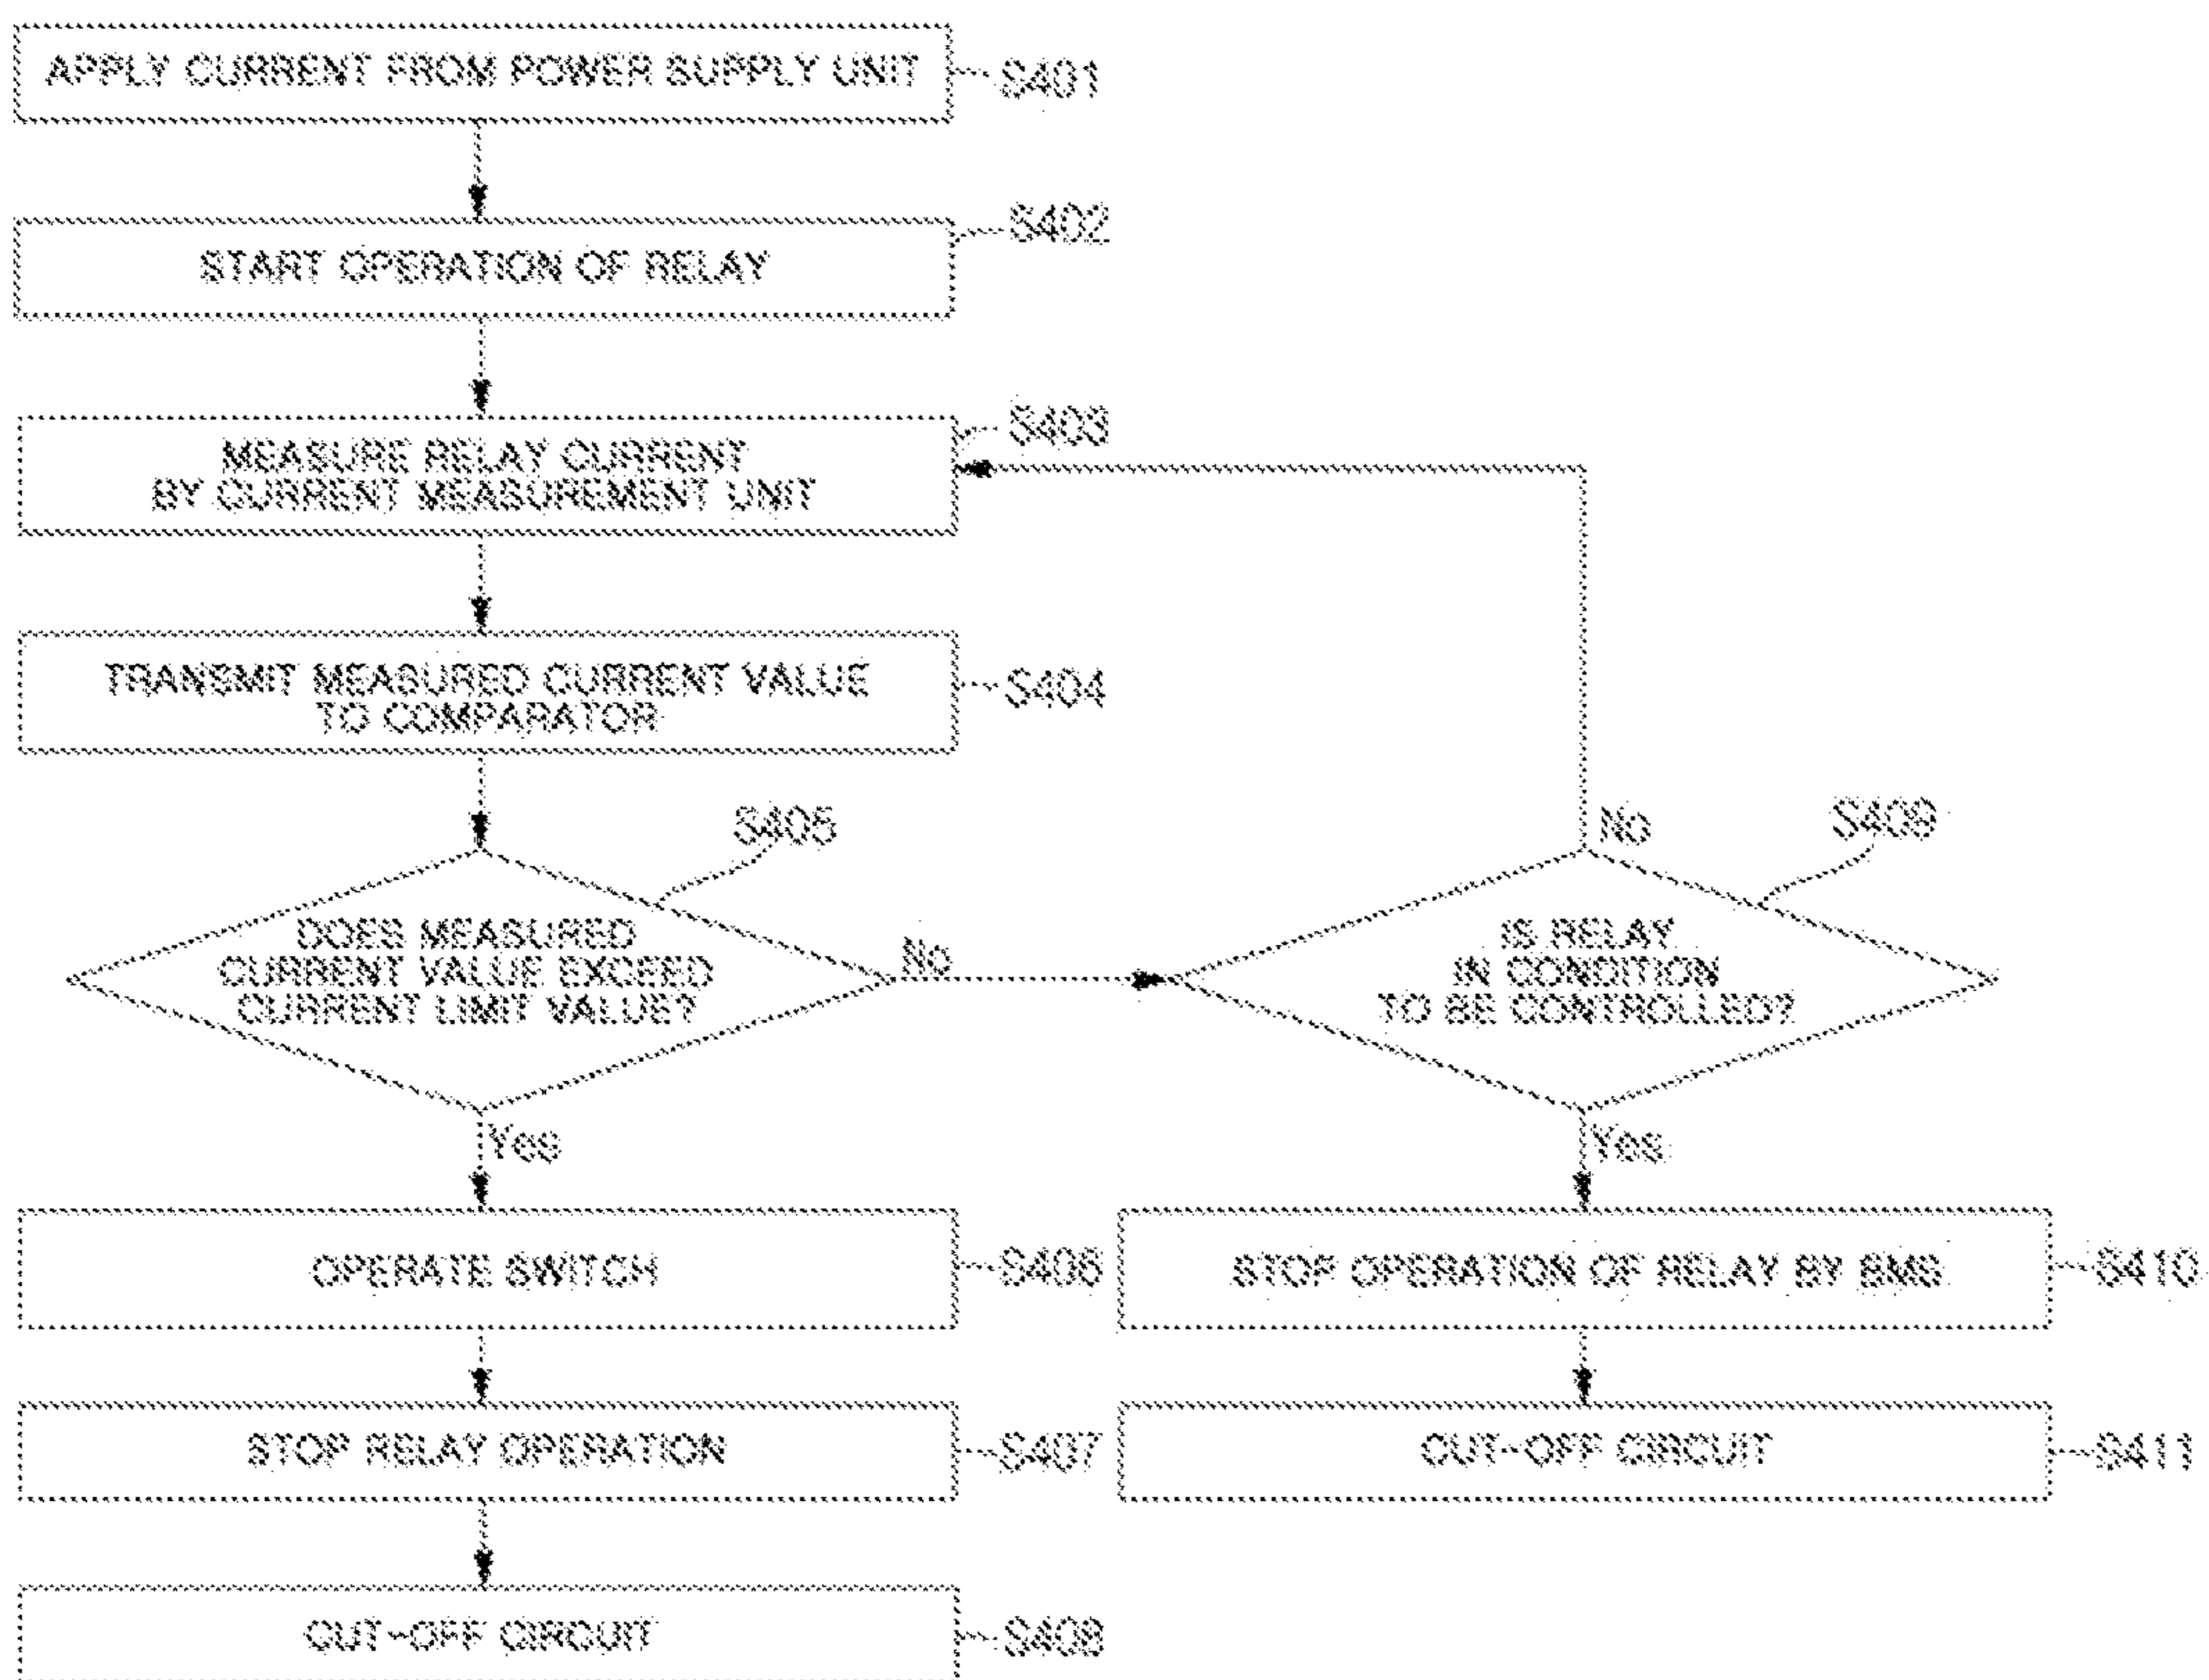 APPLY CURRENT FROM POWER SUPPLY UNIT
S401
START OPERATION OF RELAY
S402
MEASURE RELAY CURRENT
BY CURRENT MEASUREMENT UNIT
S403
TRANSMIT MEASURED CURRENT VALUE
TO COMPARATOR
S404
DOES MEASURED
CURRENT VALUE EXCEED
CURRENT LIMIT VALUE?
S405
No
Yes
IS RELAY
IN CONDITION
TO BE CONTROLLED?
S409
No
Yes
OPERATE SWITCH
S406
STOP OPERATION OF RELAY BY BMS
S410
STOP RELAY OPERATION
S407
CUT-OFF CIRCUIT
S411
CUT-OFF CIRCUIT
S408